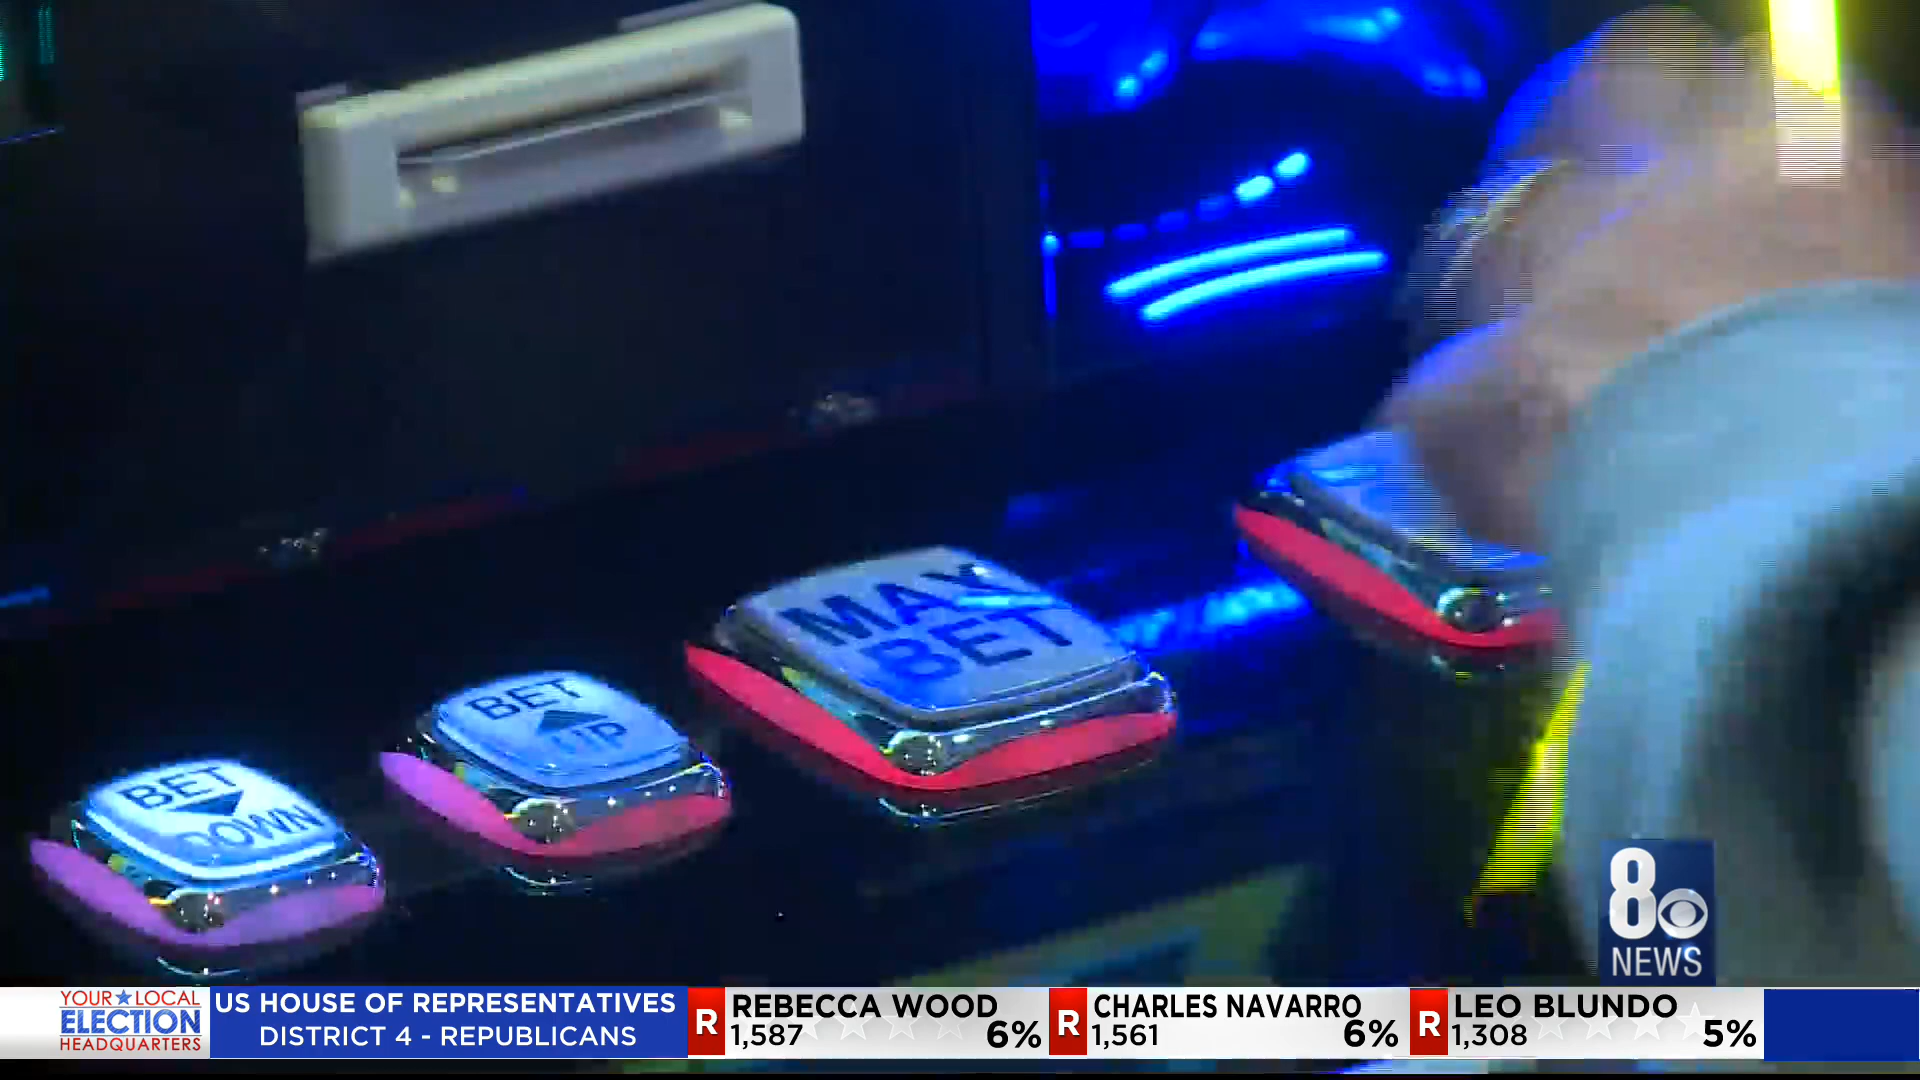 BET
DOWN
BET
UP
MAX
BET
8
NEWS
YOUR LOCAL
ELECTION
HEADQUARTERS
US HOUSE OF REPRESENTATIVES
DISTRICT 4 - REPUBLICANS
R REBECCA WOOD
1,587 6%
R CHARLES NAVARRO
1,561 6%
R LEO BLUNDO
1,308 5%